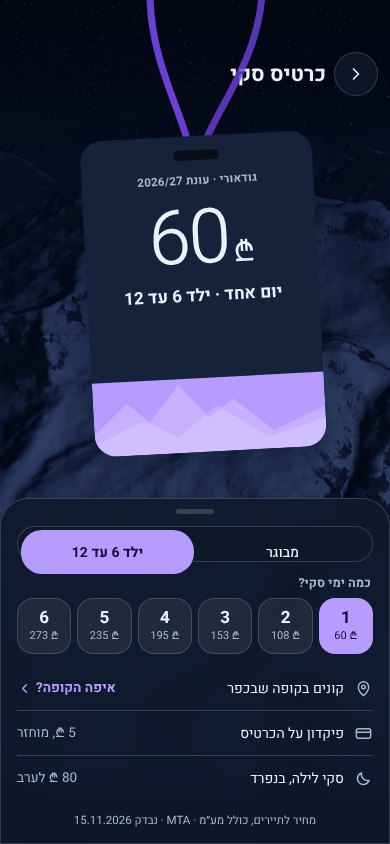 כרטיס סקי
גודאורי · עונת 2026/27
60 ₾
יום אחד · ילד 6 עד 12
מבוגר
ילד 6 עד 12
כמה ימי סקי?
1 2 3 4 5 6
60 ₾ 108 ₾ 153 ₾ 195 ₾ 235 ₾ 273 ₾
קונים בקופה שבכפר
איפה הקופה?
פיקדון על הכרטיס
5 ₾, מוחזר
סקי לילה, בנפרד
80 ₾ לערב
מחיר לתיירים, כולל מע״מ · MTA · נבדק 15.11.2026